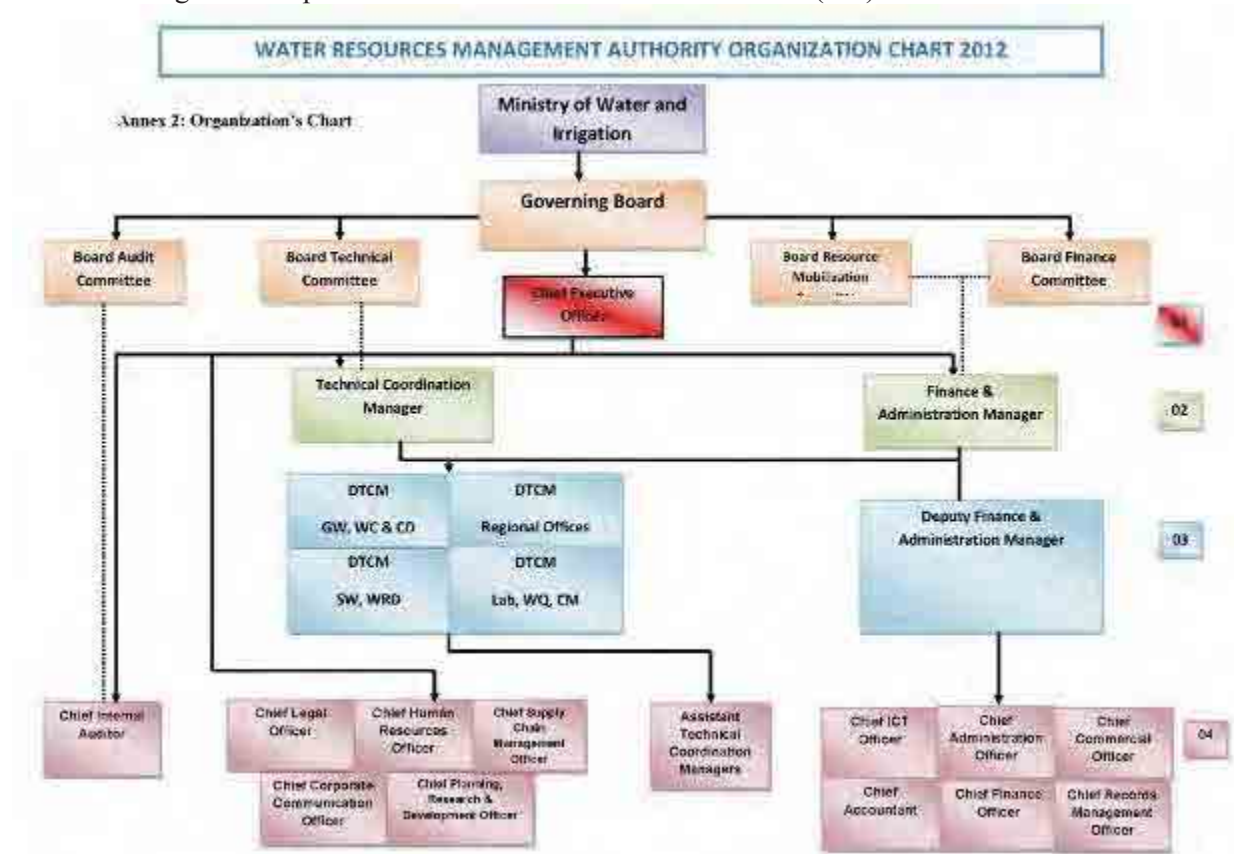 WATER RESOURCES MANAGEMENT AUTHORITY ORGANIZATION CHART 2012
Annex 2: Organization's Chart
Ministry of Water and
Irrigation
Governing Board
Board Audit
Committee
Board Technical
Committee
Board Resource
Mobilization
Board Finance
Committee
Chief Executive
Officer
Technical Coordination
Manager
Finance &
Administration Manager
02
DTCM
GW, WC & CD
DTCM
Regional Offices
DTCM
SW, WRD
DTCM
Lab, WQ, CM
Deputy Finance &
Administration Manager
03
Chief Internal
Auditor
Chief Legal
Officer
Chief Human
Resources
Officer
Chief Supply
Chain
Management
Officer
Chief Corporate
Communication
Officer
Chief Planning,
Research &
Development Officer
Assistant
Technical
Coordination
Managers
Chief ICT
Officer
Chief
Administration
Officer
Chief
Commercial
Officer
Chief
Accountant
Chief Finance
Officer
Chief Records
Management
Officer
04